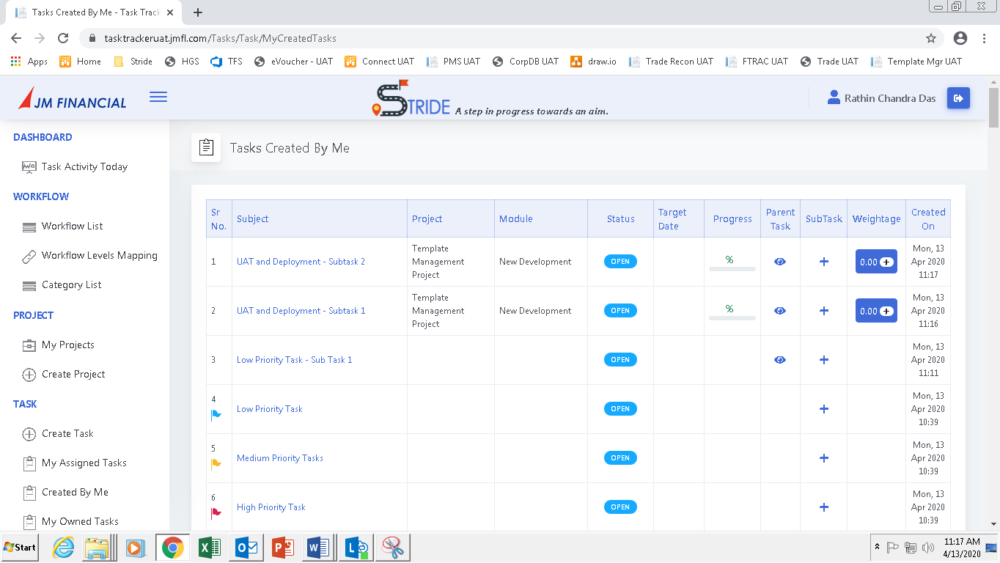 Tasks Created By Me - Task Track
tasktrackeruat.jmfl.com/Tasks/Task/MyCreatedTasks
Apps Home Stride HGS TFS eVoucher - UAT Connect UAT PMS UAT CorpDB UAT draw.io Trade Recon UAT FTRAC UAT Trade UAT Template Mgr UAT
JM FINANCIAL
STRIDE A step in progress towards an aim.
Rathin Chandra Das
DASHBOARD
Task Activity Today
WORKFLOW
Workflow List
Workflow Levels Mapping
Category List
PROJECT
My Projects
Create Project
TASK
Create Task
My Assigned Tasks
Created By Me
My Owned Tasks
Tasks Created By Me
Sr No. Subject Project Module Status Target Date Progress Parent Task SubTask Weightage Created On
1 UAT and Deployment - Subtask 2 Template Management Project New Development OPEN % 0.00 Mon, 13 Apr 2020 11:17
2 UAT and Deployment - Subtask 1 Template Management Project New Development OPEN % 0.00 Mon, 13 Apr 2020 11:16
3 Low Priority Task - Sub Task 1 OPEN Mon, 13 Apr 2020 11:11
4 Low Priority Task OPEN Mon, 13 Apr 2020 10:39
5 Medium Priority Tasks OPEN Mon, 13 Apr 2020 10:39
6 High Priority Task OPEN Mon, 13 Apr 2020 10:39
Start
11:17 AM
4/13/2020